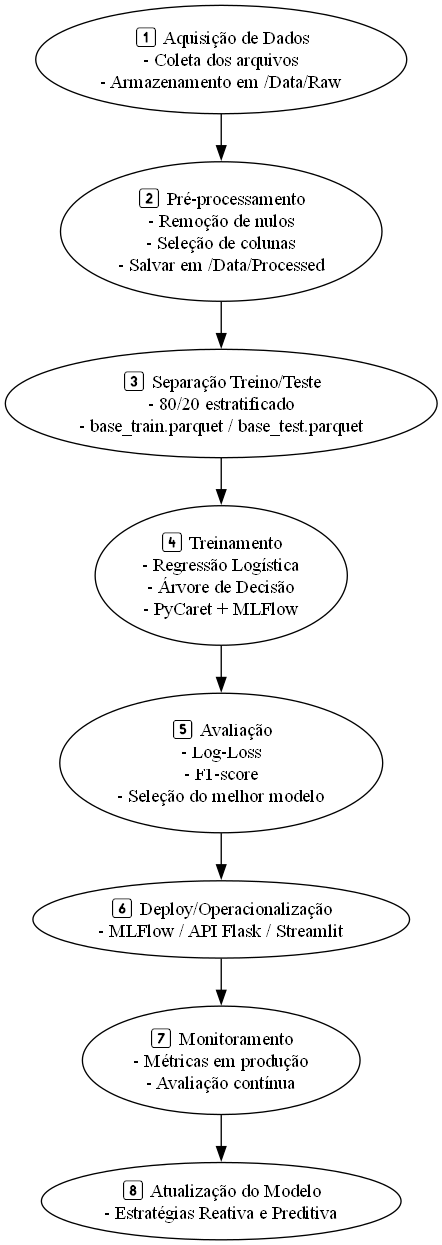 1 Aquisição de Dados
- Coleta dos arquivos
- Armazenamento em /Data/Raw
2 Pré-processamento
- Remoção de nulos
- Seleção de colunas
- Salvar em /Data/Processed
3 Separação Treino/Teste
- 80/20 estratificado
- base_train.parquet / base_test.parquet
4 Treinamento
- Regressão Logística
- Árvore de Decisão
- PyCaret + MLFlow
5 Avaliação
- Log-Loss
- F1-score
- Seleção do melhor modelo
6 Deploy/Operacionalização
- MLFlow / API Flask / Streamlit
7 Monitoramento
- Métricas em produção
- Avaliação contínua
8 Atualização do Modelo
- Estratégias Reativa e Preditiva